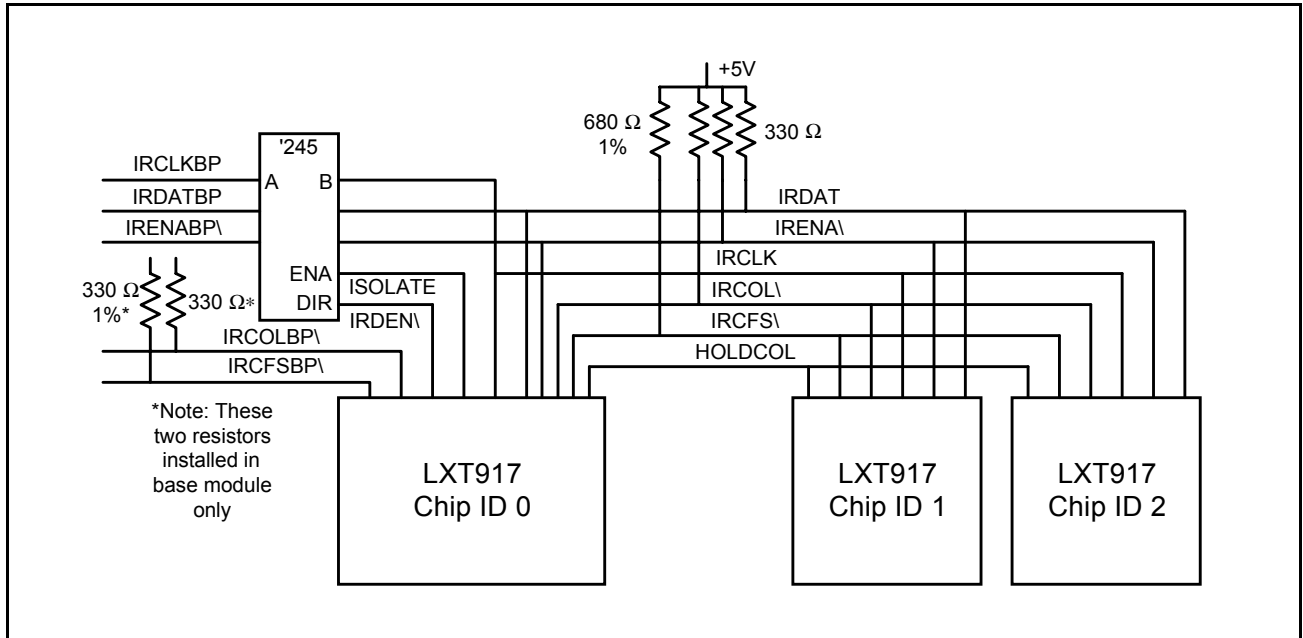 +5V
680 Ω
1%
330 Ω
'245
IRCLKBP
A B
IRDATBP
IRDAT
IRENABP\
IRENA\
IRCLK
ENA
ISOLATE
IRCOL\
330 Ω
1%*
330 Ω*
DIR
IRDEN\
IRCFS\
IRCOLBP\
HOLDCOL
IRCFSBP\
*Note: These
two resistors
installed in
base module
only
LXT917
Chip ID 0
LXT917
Chip ID 1
LXT917
Chip ID 2